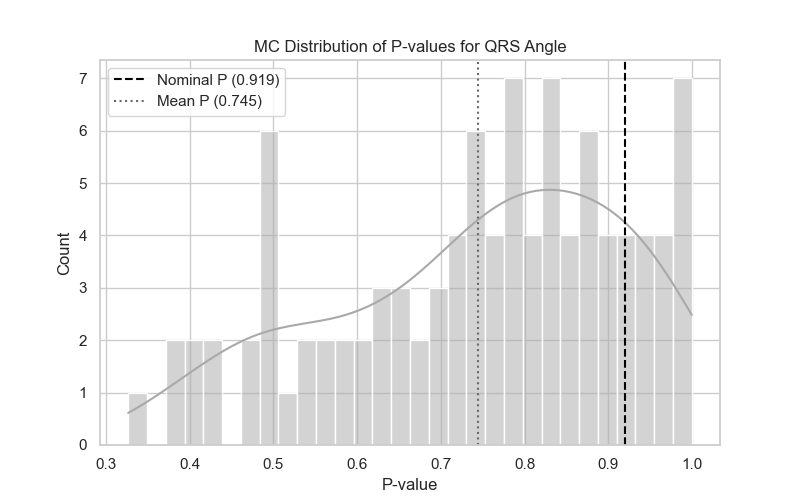 MC Distribution of P-values for QRS Angle
Nominal P (0.919)
Mean P (0.745)
Count
7
6
5
4
3
2
1
0
0.3 0.4 0.5 0.6 0.7 0.8 0.9 1.0
P-value